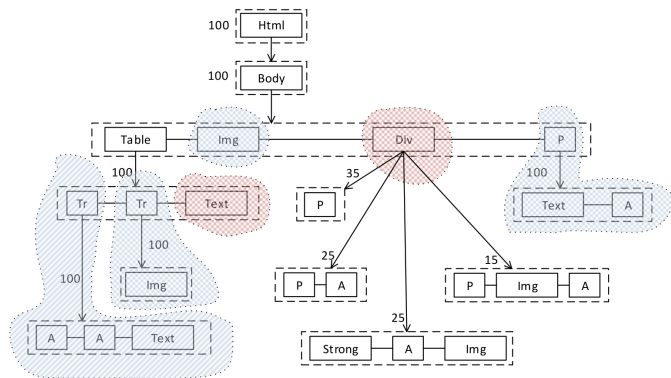 100 Html
100 Body
Table Img Div P
100 35 100
Tr Tr Text P Text A
100 100 25 15
Img P A P Img A
25
A A Text Strong A Img